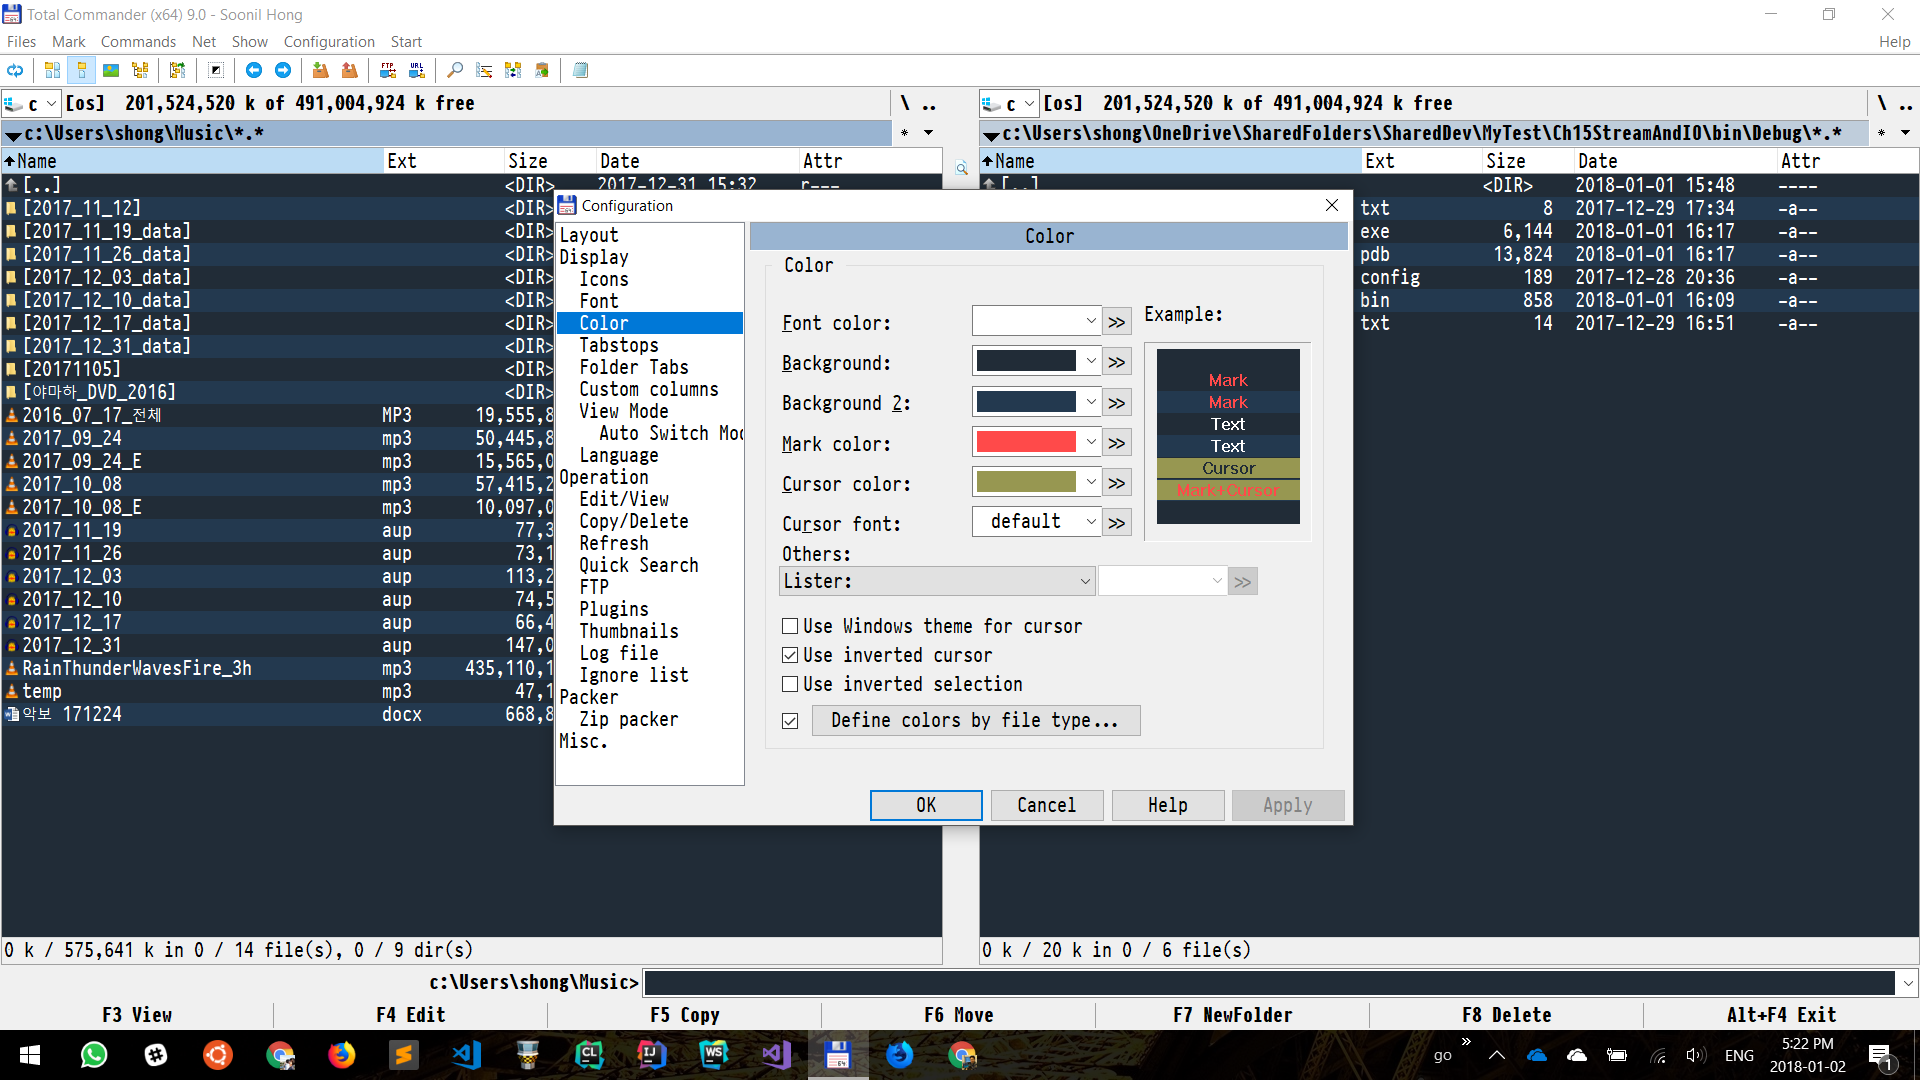 Total Commander (x64) 9.0 - Soonil Hong
Files Mark Commands Net Show Configuration Start Help
FTP URL
c [os] 201,524,520 k of 491,004,924 k free \ ..
c:\Users\shong\Music\*.* *
Name Ext Size Date Attr
[..] <DIR> 2017-12-31 15:32 r---
[2017_11_12] <DIR>
[2017_11_19_data] <DIR>
[2017_11_26_data] <DIR>
[2017_12_03_data] <DIR>
[2017_12_10_data] <DIR>
[2017_12_17_data] <DIR>
[2017_12_31_data] <DIR>
[20171105] <DIR>
[야마하_DVD_2016] <DIR>
2016_07_17_전체 MP3 19,555,8
2017_09_24 mp3 50,445,8
2017_09_24_E mp3 15,565,0
2017_10_08 mp3 57,415,2
2017_10_08_E mp3 10,097,0
2017_11_19 aup 77,3
2017_11_26 aup 73,1
2017_12_03 aup 113,2
2017_12_10 aup 74,5
2017_12_17 aup 66,4
2017_12_31 aup 147,0
RainThunderWavesFire_3h mp3 435,110,1
temp mp3 47,1
악보 171224 docx 668,8
0 k / 575,641 k in 0 / 14 file(s), 0 / 9 dir(s)
c [os] 201,524,520 k of 491,004,924 k free \ ..
c:\Users\shong\OneDrive\SharedFolders\SharedDev\MyTest\Ch15StreamAndIO\bin\Debug\*.* *
Name Ext Size Date Attr
[..] <DIR> 2018-01-01 15:48 ----
txt 8 2017-12-29 17:34 -a--
exe 6,144 2018-01-01 16:17 -a--
pdb 13,824 2018-01-01 16:17 -a--
config 189 2017-12-28 20:36 -a--
bin 858 2018-01-01 16:09 -a--
txt 14 2017-12-29 16:51 -a--
0 k / 20 k in 0 / 6 file(s)
Configuration
Layout
Display
Icons
Font
Color
Tabstops
Folder Tabs
Custom columns
View Mode
Auto Switch Mod
Language
Operation
Edit/View
Copy/Delete
Refresh
Quick Search
FTP
Plugins
Thumbnails
Log file
Ignore list
Packer
Zip packer
Misc.
Color
Color
Font color: >>
Background: >>
Background 2: >>
Mark color: >>
Cursor color: >>
Cursor font: default >>
Others:
Lister: >>
Example:
Mark
Mark
Text
Text
Cursor
Mark+Cursor
Use Windows theme for cursor
Use inverted cursor
Use inverted selection
Define colors by file type...
OK Cancel Help Apply
c:\Users\shong\Music>
F3 View F4 Edit F5 Copy F6 Move F7 NewFolder F8 Delete Alt+F4 Exit
CL IJ WS 64
go » ENG
5:22 PM
2018-01-02
1